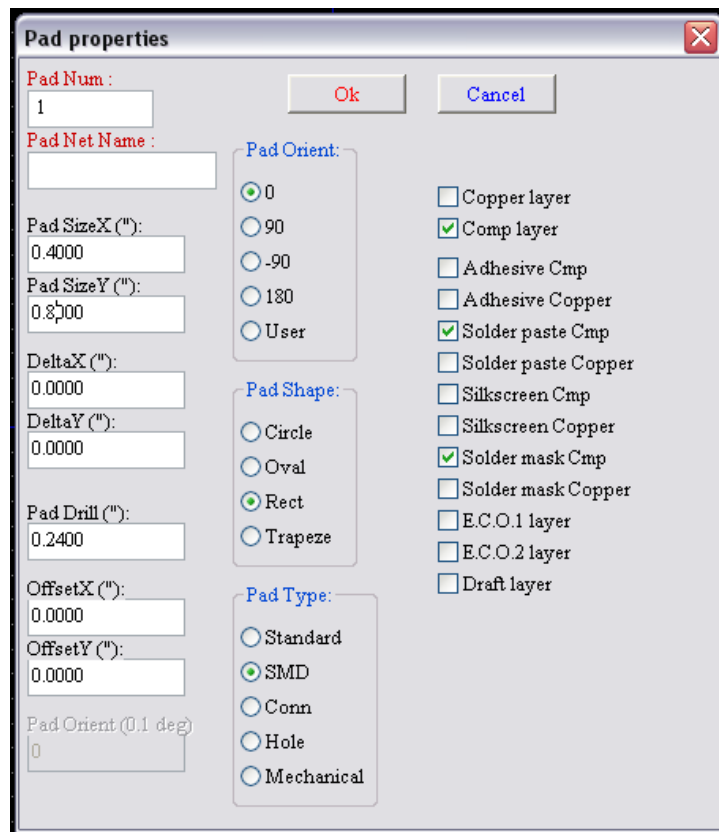 Pad properties
Pad Num :
1
Ok
Cancel
Pad Net Name :
Pad SizeX ("):
0.4000
Pad SizeY ("):
0.8000
DeltaX ("):
0.0000
DeltaY ("):
0.0000
Pad Drill ("):
0.2400
OffsetX ("):
0.0000
OffsetY ("):
0.0000
Pad Orient (0.1 deg)
0
Pad Orient:
0
90
-90
180
User
Pad Shape:
Circle
Oval
Rect
Trapeze
Pad Type:
Standard
SMD
Conn
Hole
Mechanical
Copper layer
Comp layer
Adhesive Cmp
Adhesive Copper
Solder paste Cmp
Solder paste Copper
Silkscreen Cmp
Silkscreen Copper
Solder mask Cmp
Solder mask Copper
E.C.O.1 layer
E.C.O.2 layer
Draft layer